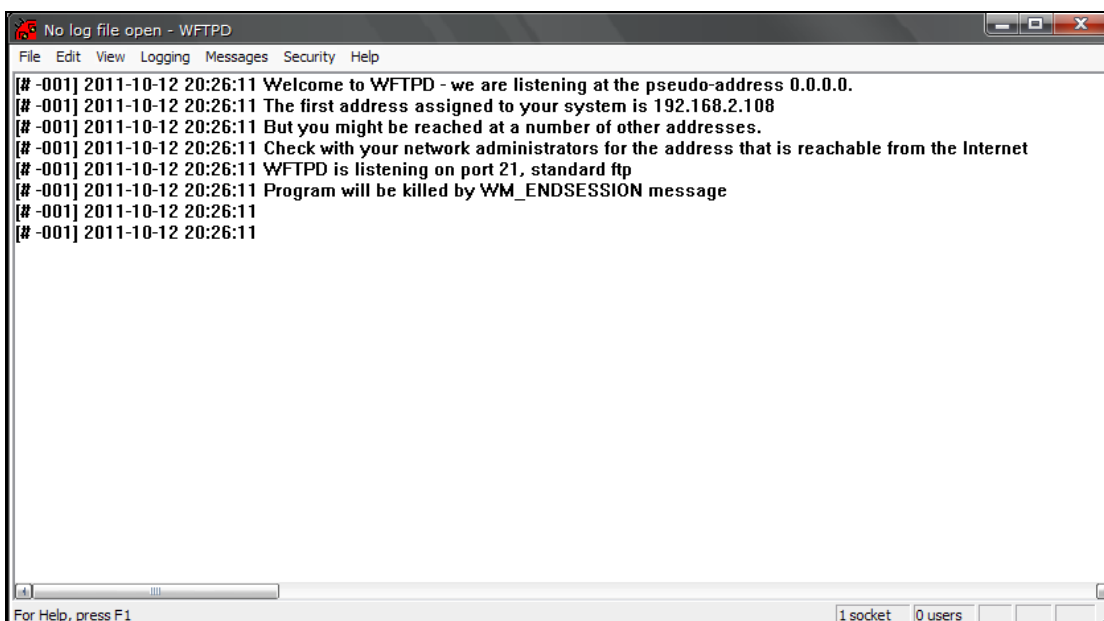 No log file open - WFTPD
File Edit View Logging Messages Security Help
[# -001] 2011-10-12 20:26:11 Welcome to WFTPD - we are listening at the pseudo-address 0.0.0.0.
[# -001] 2011-10-12 20:26:11 The first address assigned to your system is 192.168.2.108
[# -001] 2011-10-12 20:26:11 But you might be reached at a number of other addresses.
[# -001] 2011-10-12 20:26:11 Check with your network administrators for the address that is reachable from the Internet
[# -001] 2011-10-12 20:26:11 WFTPD is listening on port 21, standard ftp
[# -001] 2011-10-12 20:26:11 Program will be killed by WM_ENDSESSION message
[# -001] 2011-10-12 20:26:11
[# -001] 2011-10-12 20:26:11
For Help, press F1 1 socket 0 users